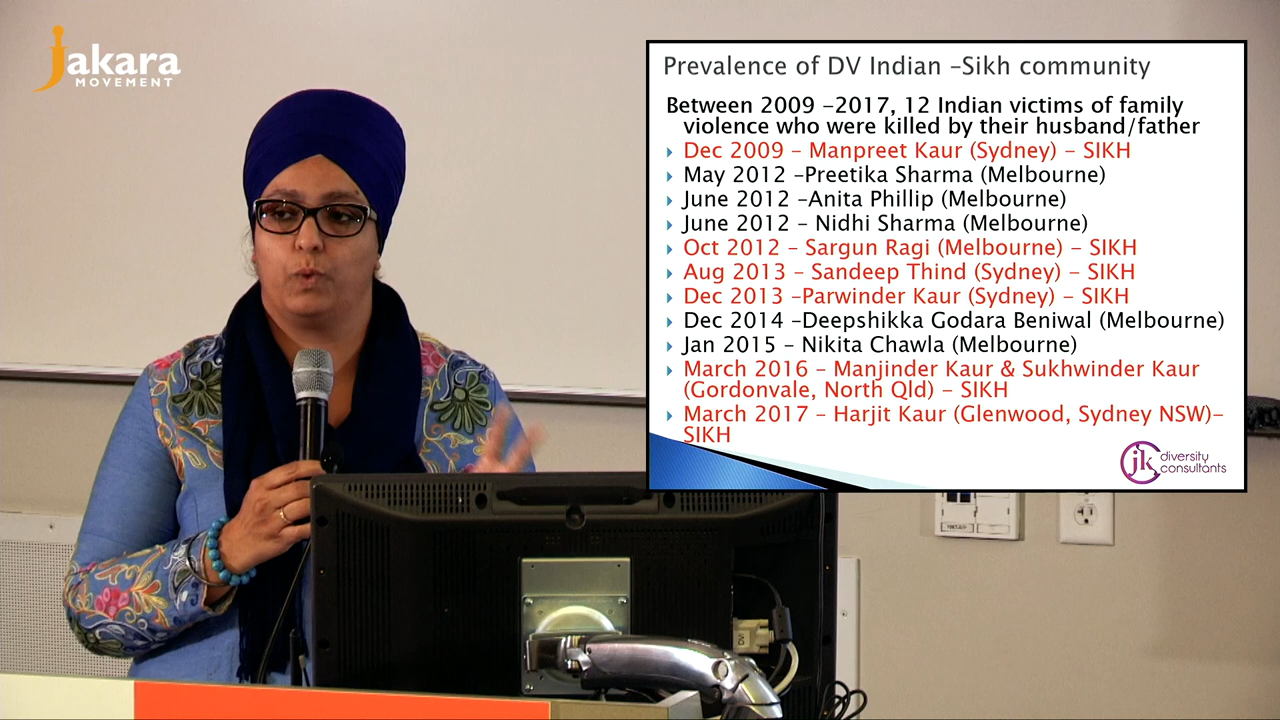 jakara
MOVEMENT
Prevalence of DV Indian –Sikh community
Between 2009 –2017, 12 Indian victims of family
violence who were killed by their husband/father
Dec 2009 – Manpreet Kaur (Sydney) – SIKH
May 2012 –Preetika Sharma (Melbourne)
June 2012 –Anita Phillip (Melbourne)
June 2012 – Nidhi Sharma (Melbourne)
Oct 2012 – Sargun Ragi (Melbourne) – SIKH
Aug 2013 – Sandeep Thind (Sydney) – SIKH
Dec 2013 –Parwinder Kaur (Sydney) – SIKH
Dec 2014 –Deepshikka Godara Beniwal (Melbourne)
Jan 2015 – Nikita Chawla (Melbourne)
March 2016 – Manjinder Kaur & Sukhwinder Kaur
(Gordonvale, North Qld) – SIKH
March 2017 – Harjit Kaur (Glenwood, Sydney NSW)–
SIKH
jk diversity
consultants
DVI